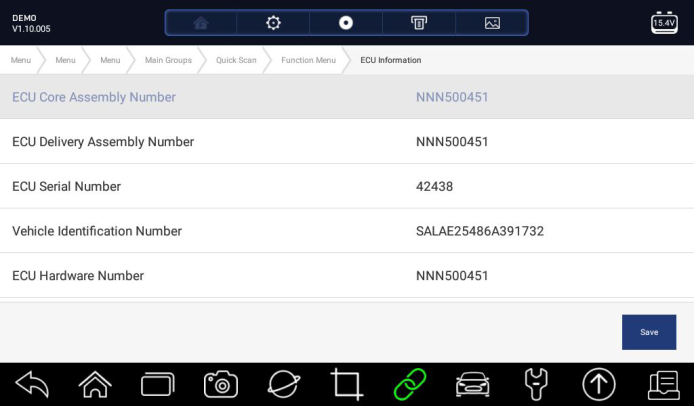 DEMO
V1.10.005
15.4V
Menu Menu Menu Main Groups Quick Scan Function Menu ECU Information
ECU Core Assembly Number NNN500451
ECU Delivery Assembly Number NNN500451
ECU Serial Number 42438
Vehicle Identification Number SALAE25486A391732
ECU Hardware Number NNN500451
Save